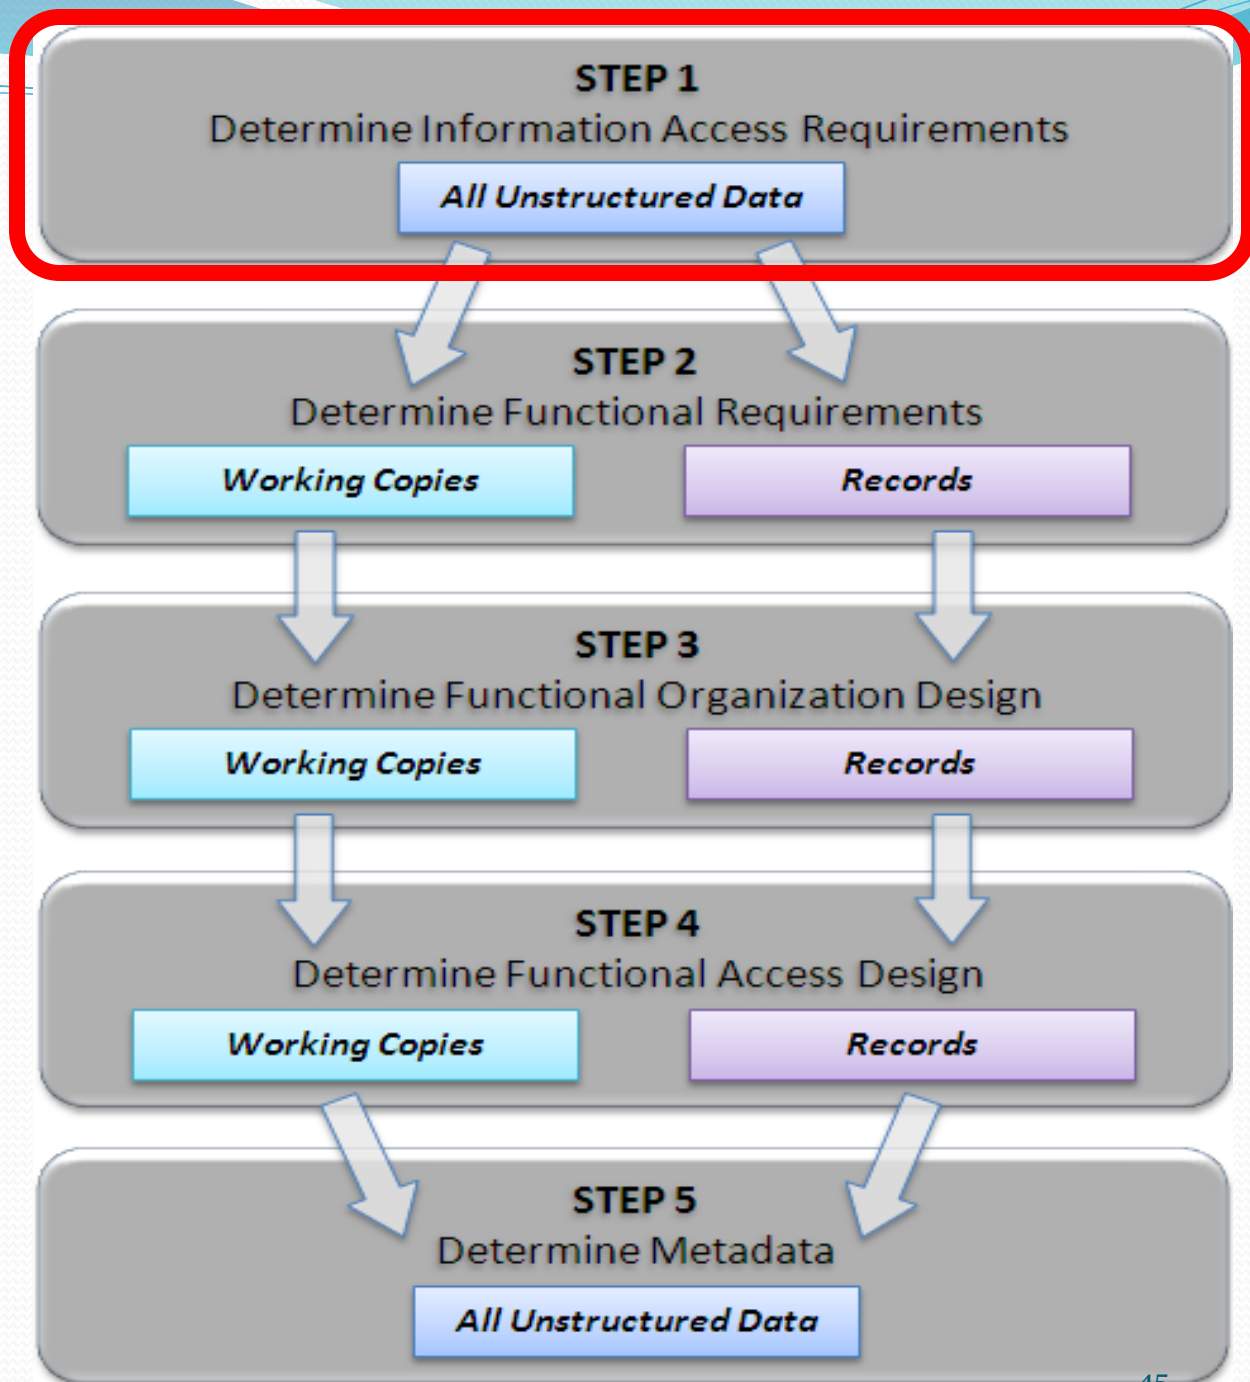 STEP 1
Determine Information Access Requirements
All Unstructured Data
STEP 2
Determine Functional Requirements
Working Copies
Records
STEP 3
Determine Functional Organization Design
Working Copies
Records
STEP 4
Determine Functional Access Design
Working Copies
Records
STEP 5
Determine Metadata
All Unstructured Data